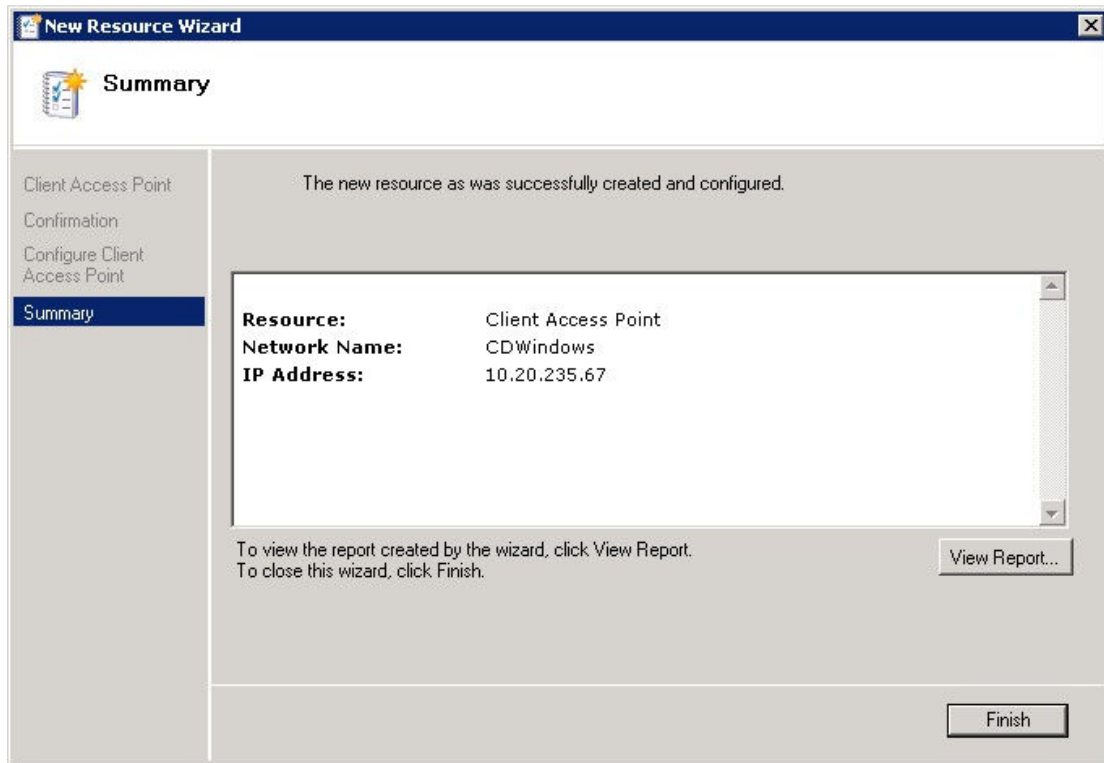 New Resource Wizard
Summary
Client Access Point
Confirmation
Configure Client
Access Point
Summary
The new resource as was successfully created and configured.
Resource: Client Access Point
Network Name: CDWindows
IP Address: 10.20.235.67
To view the report created by the wizard, click View Report.
To close this wizard, click Finish.
View Report...
Finish